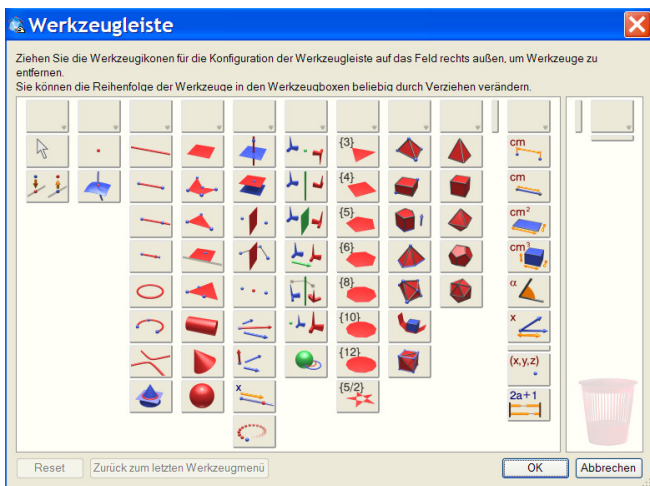 Werkzeugleiste
Ziehen Sie die Werkzeugikonen für die Konfiguration der Werkzeugleiste auf das Feld rechts außen, um Werkzeuge zu
entfernen.
Sie können die Reihenfolge der Werkzeuge in den Werkzeugboxen beliebig durch Verziehen verändern.
{3} cm
{4} cm
{5} cm²
{6} cm³
{8} α
{10} x
{12} (x,y,z)
{5/2} 2a+1
x
Reset Zurück zum letzten Werkzeugmenü OK Abbrechen